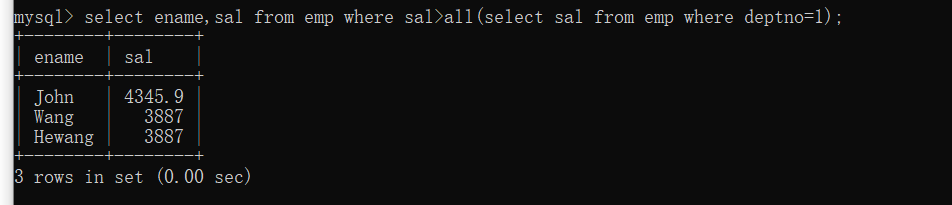 mysql> select ename,sal from emp where sal>all(select sal from emp where deptno=1);
+--------+--------+
| ename | sal |
+--------+--------+
| John | 4345.9 |
| Wang | 3887 |
| Hewang | 3887 |
+--------+--------+
3 rows in set (0.00 sec)